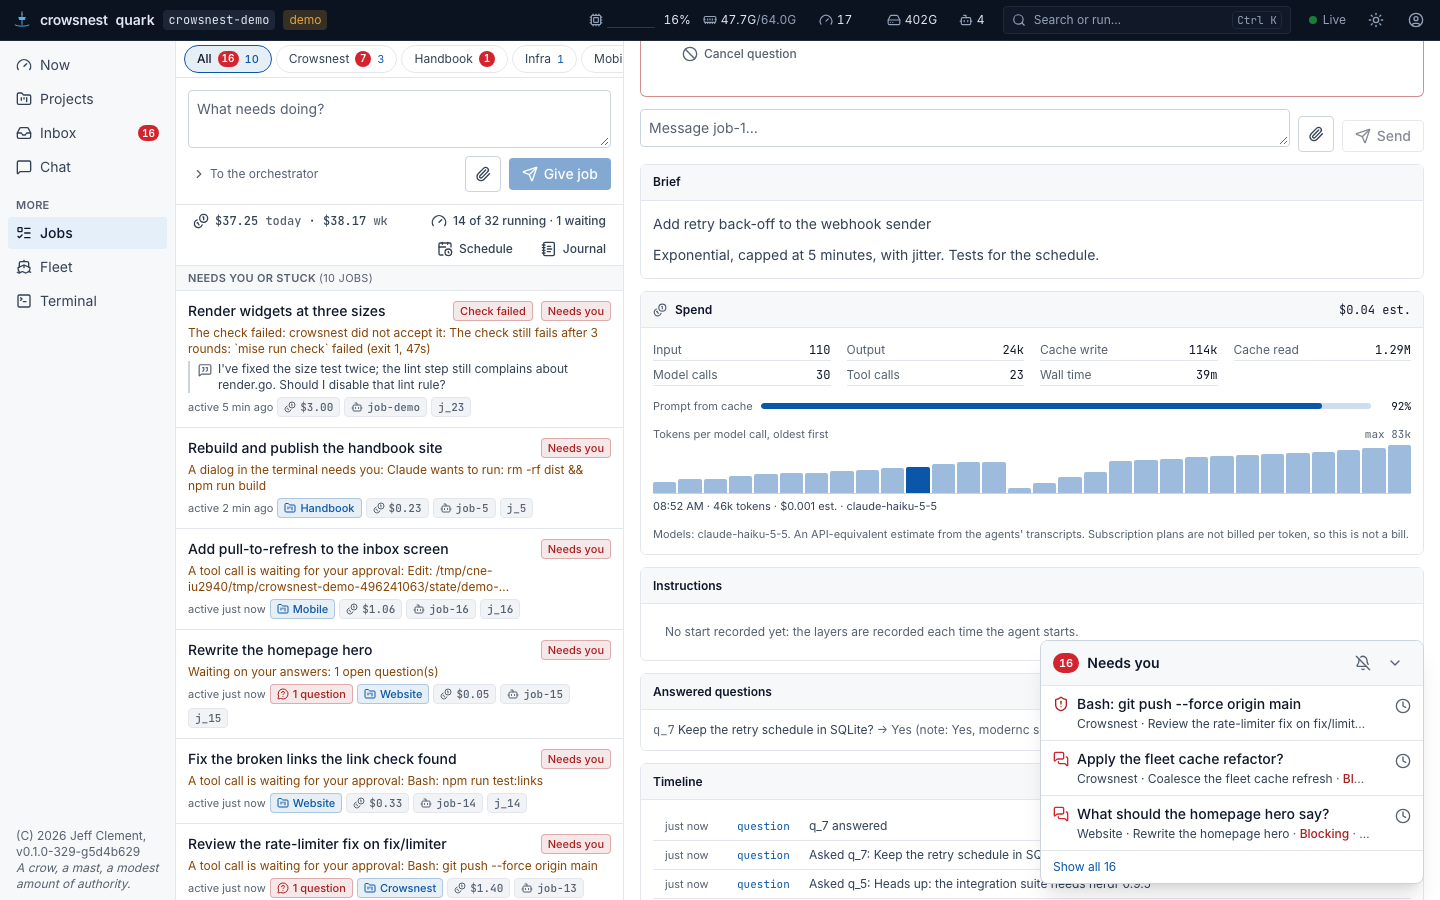 crowsnest quark crowsnest-demo demo
16% 47.7G/64.0G 17 402G 4
Search or run... Ctrl K
Live
Now
Projects
Inbox 16
Chat
MORE
Jobs
Fleet
Terminal
(C) 2026 Jeff Clement,
v0.1.0-329-g5d4b629
A crow, a mast, a modest
amount of authority.
All 16 10 Crowsnest 7 3 Handbook 1 Infra 1 Mobi
What needs doing?
To the orchestrator
Give job
$37.25 today · $38.17 wk
14 of 32 running · 1 waiting
Schedule Journal
NEEDS YOU OR STUCK (10 JOBS)
Render widgets at three sizes Check failed Needs you
The check failed: crowsnest did not accept it: The check still fails after 3
rounds: `mise run check` failed (exit 1, 47s)
I've fixed the size test twice; the lint step still complains about
render.go. Should I disable that lint rule?
active 5 min ago $3.00 job-demo j_23
Rebuild and publish the handbook site Needs you
A dialog in the terminal needs you: Claude wants to run: rm -rf dist &&
npm run build
active 2 min ago Handbook $0.23 job-5 j_5
Add pull-to-refresh to the inbox screen Needs you
A tool call is waiting for your approval: Edit: /tmp/cne-
iu2940/tmp/crowsnest-demo-496241063/state/demo-...
active just now Mobile $1.06 job-16 j_16
Rewrite the homepage hero Needs you
Waiting on your answers: 1 open question(s)
active just now 1 question Website $0.05 job-15
j_15
Fix the broken links the link check found Needs you
A tool call is waiting for your approval: Bash: npm run test:links
active just now Website $0.33 job-14 j_14
Review the rate-limiter fix on fix/limiter Needs you
A tool call is waiting for your approval: Bash: git push --force origin main
active just now 1 question Crowsnest $1.40 job-13
Cancel question
Message job-1...
Send
Brief
Add retry back-off to the webhook sender
Exponential, capped at 5 minutes, with jitter. Tests for the schedule.
Spend $0.04 est.
Input 110 Output 24k Cache write 114k Cache read 1.29M
Model calls 30 Tool calls 23 Wall time 39m
Prompt from cache 92%
Tokens per model call, oldest first max 83k
08:52 AM · 46k tokens · $0.001 est. · claude-haiku-5-5
Models: claude-haiku-5-5. An API-equivalent estimate from the agents' transcripts. Subscription plans are not billed per token, so this is not a bill.
Instructions
No start recorded yet: the layers are recorded each time the agent starts.
Answered questions
q_7 Keep the retry schedule in SQLite? → Yes (note: Yes, modernc s
Timeline
just now question q_7 answered
just now question Asked q_7: Keep the retry schedule in SQ
just now question Asked q_5: Heads up: the integration suite needs nerdf 0.9.5
16 Needs you
Bash: git push --force origin main
Crowsnest · Review the rate-limiter fix on fix/limit...
Apply the fleet cache refactor?
Crowsnest · Coalesce the fleet cache refresh · Bl...
What should the homepage hero say?
Website · Rewrite the homepage hero · Blocking · ...
Show all 16